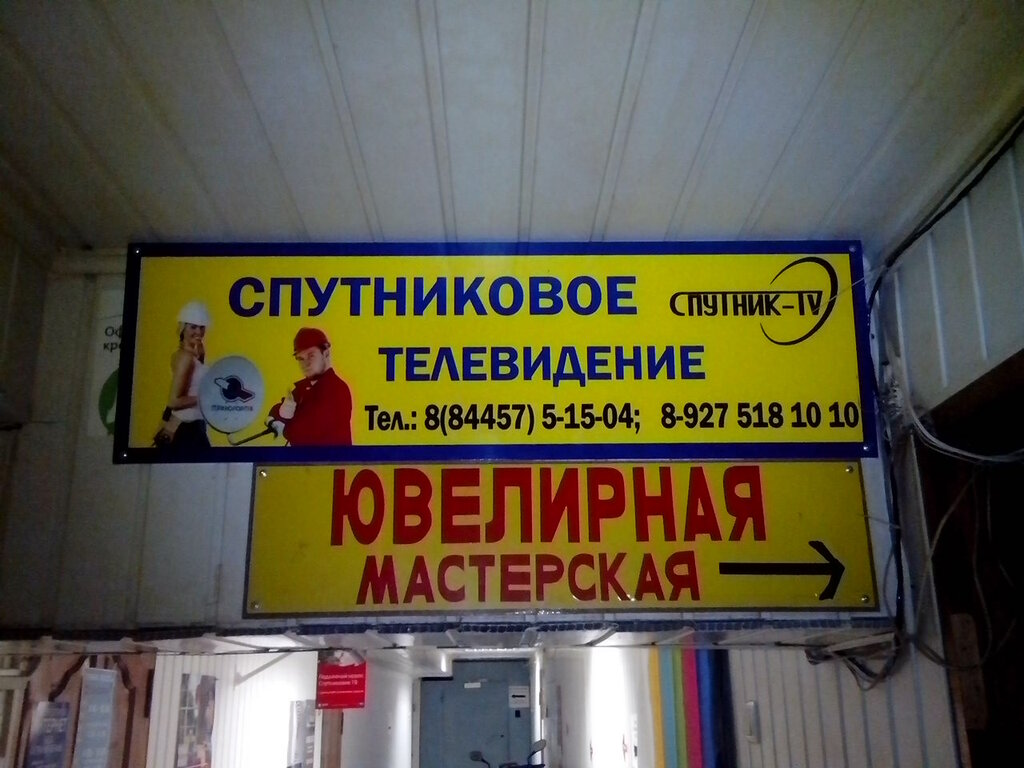 СПУТНИКОВОЕ
СПУТНИК-TV
ТЕЛЕВИДЕНИЕ
Тел.: 8(84457) 5-15-04; 8-927 518 10 10
ЮВЕЛИРНАЯ
МАСТЕРСКАЯ